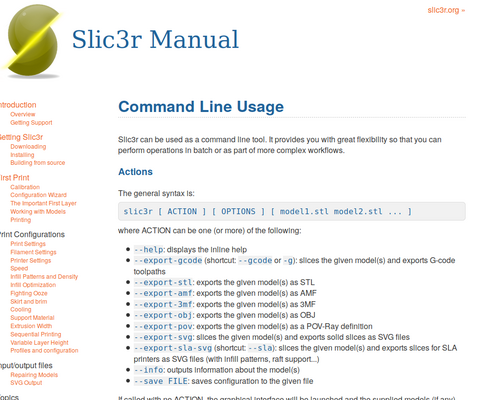 slic3r.org »
Slic3r Manual
Introduction
Overview
Getting Support
Getting Slic3r
Downloading
Installing
Building from source
First Print
Calibration
Configuration Wizard
The Important First Layer
Working with Models
Printing
Print Configurations
Print Settings
Filament Settings
Printer Settings
Speed
Infill Patterns and Density
Infill Optimization
Fighting Ooze
Skirt and brim
Cooling
Support Material
Extrusion Width
Sequential Printing
Variable Layer Height
Profiles and configuration
Input/output files
Repairing Models
SVG Output
Topics
Command Line Usage
Slic3r can be used as a command line tool. It provides you with great flexibility so that you can
perform operations in batch or as part of more complex workflows.
Actions
The general syntax is:
slic3r [ ACTION ] [ OPTIONS ] [ model1.stl model2.stl ... ]
where ACTION can be one (or more) of the following:
--help: displays the inline help
--export-gcode (shortcut: --gcode or -g): slices the given model(s) and exports G-code
toolpaths
--export-stl: exports the given model(s) as STL
--export-amf: exports the given model(s) as AMF
--export-3mf: exports the given model(s) as 3MF
--export-obj: exports the given model(s) as OBJ
--export-pov: exports the given model(s) as a POV-Ray definition
--export-svg: slices the given model(s) and exports solid slices as SVG files
--export-sla-svg (shortcut: --sla): slices the given model(s) and exports slices for SLA
printers as SVG files (with infill patterns, raft support...)
--info: outputs information about the model(s)
--save FILE: saves configuration to the given file
If called with no ACTION, the graphical interface will be launched and the supplied models (if any)